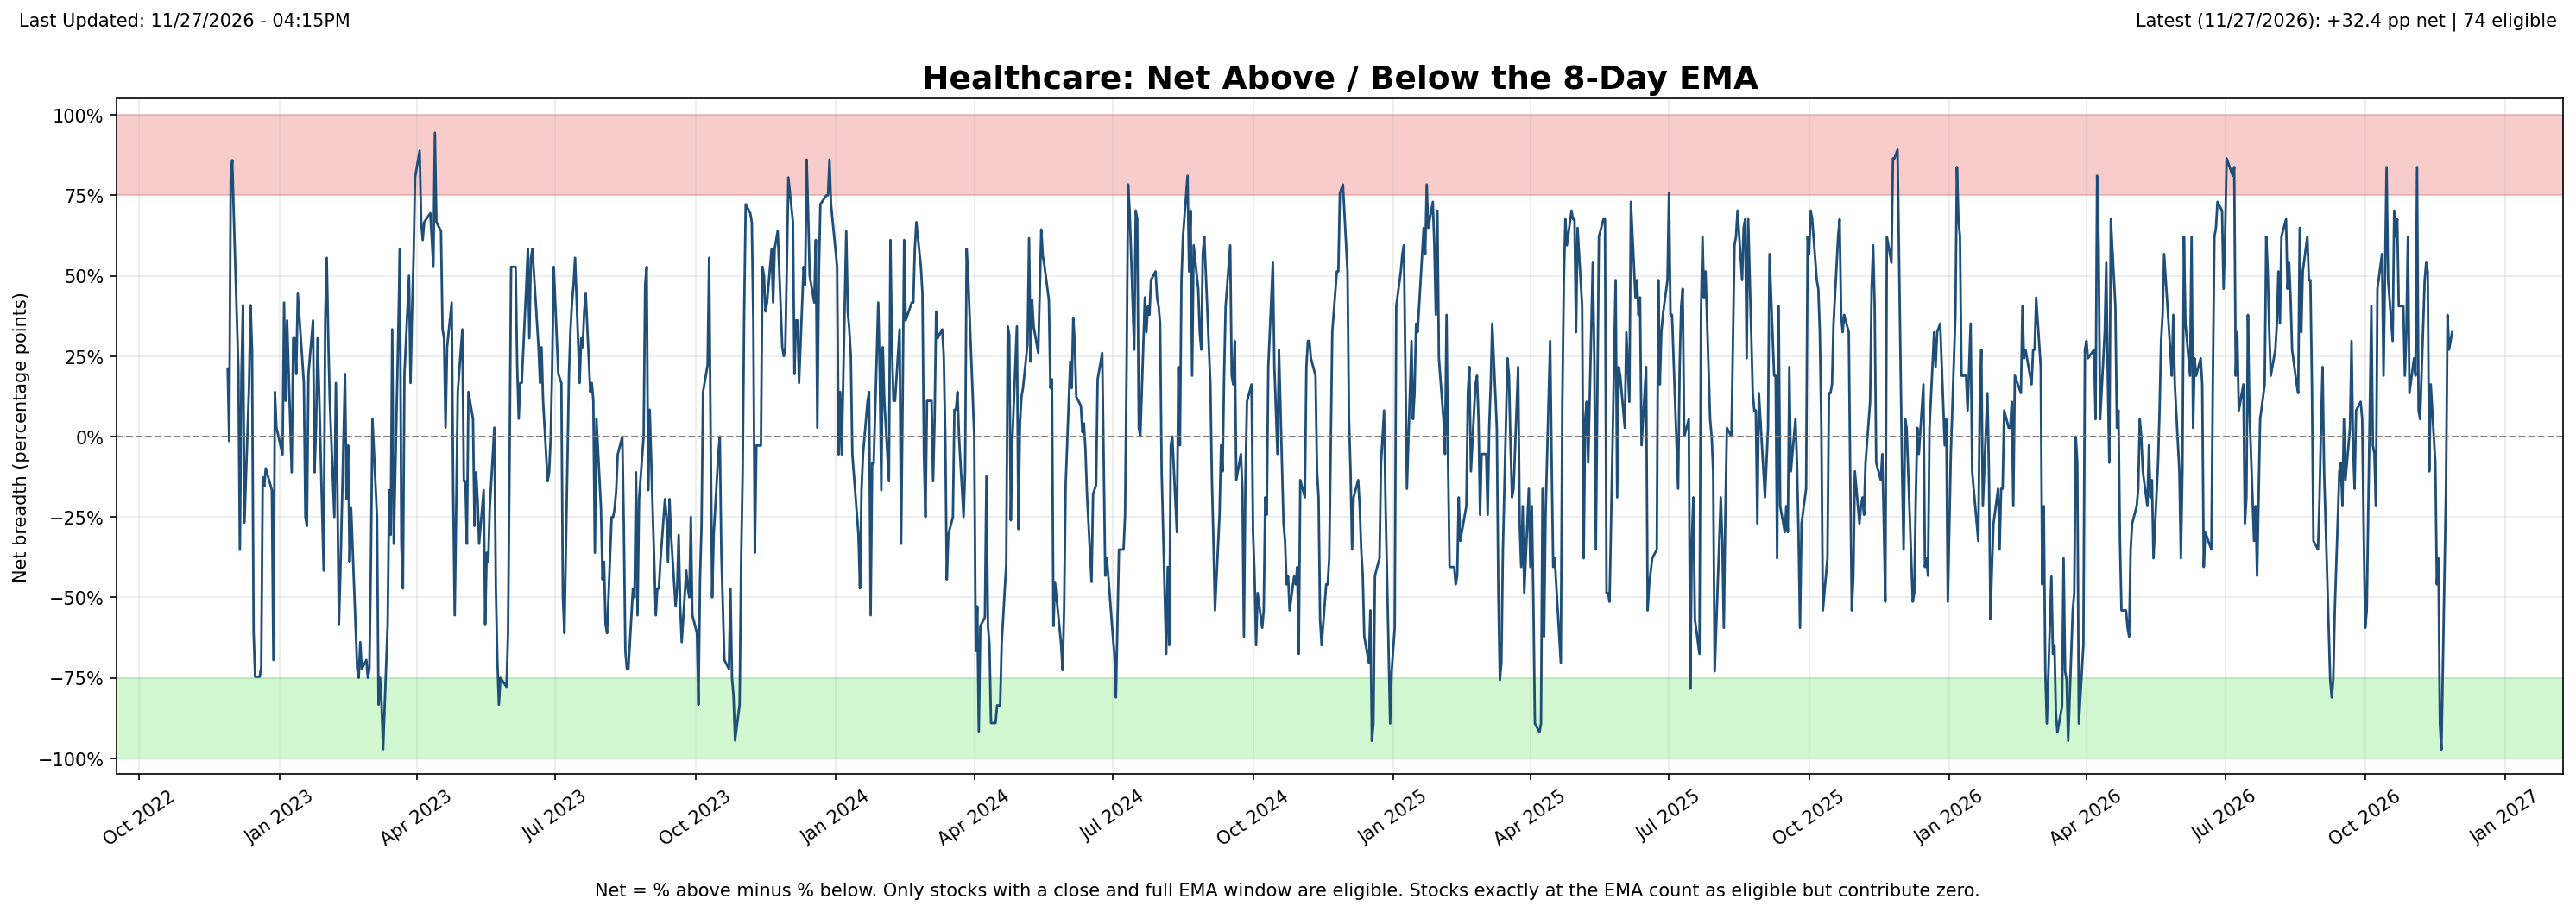 Last Updated: 11/27/2026 - 04:15PM
Latest (11/27/2026): +32.4 pp net | 74 eligible
Healthcare: Net Above / Below the 8-Day EMA
Net breadth (percentage points)
100%
75%
50%
25%
0%
−25%
−50%
−75%
−100%
Oct 2022
Jan 2023
Apr 2023
Jul 2023
Oct 2023
Jan 2024
Apr 2024
Jul 2024
Oct 2024
Jan 2025
Apr 2025
Jul 2025
Oct 2025
Jan 2026
Apr 2026
Jul 2026
Oct 2026
Jan 2027
Net = % above minus % below. Only stocks with a close and full EMA window are eligible. Stocks exactly at the EMA count as eligible but contribute zero.